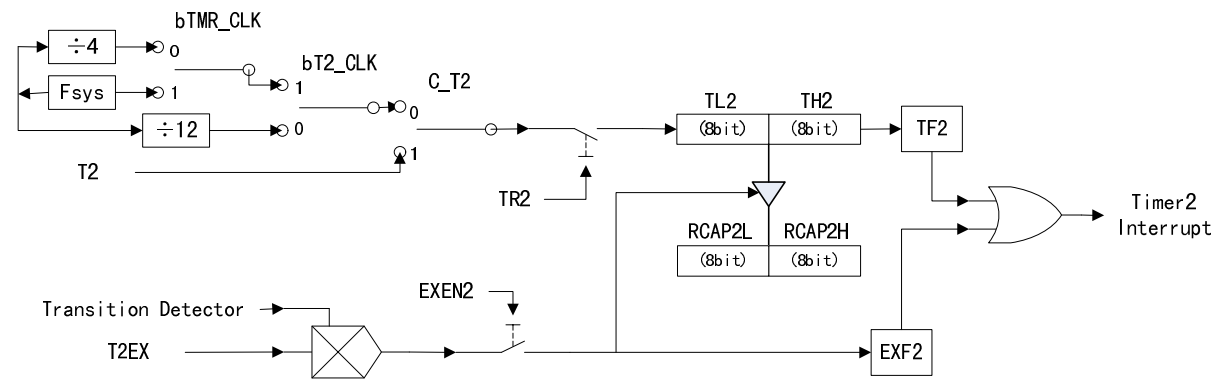 bTMR_CLK
÷4
0
bT2_CLK
Fsys
1
1
C_T2
0
÷12
0
1
T2
TR2
TL2
TH2
(8bit)
(8bit)
TF2
RCAP2L
RCAP2H
(8bit)
(8bit)
Timer2
Interrupt
EXEN2
Transition Detector
T2EX
EXF2